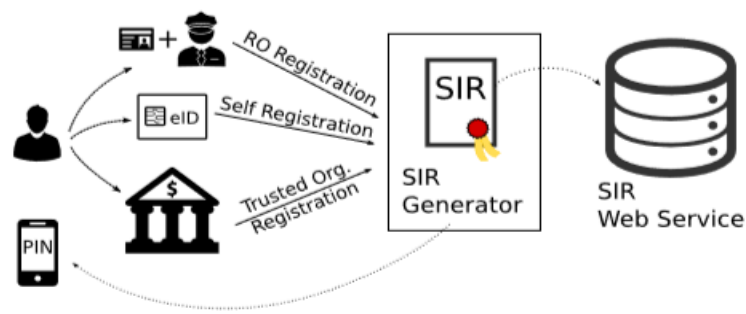 RO Registration
eID
Self Registration
$
Trusted Org.
Registration
PIN
SIR
SIR
Generator
SIR
Web Service